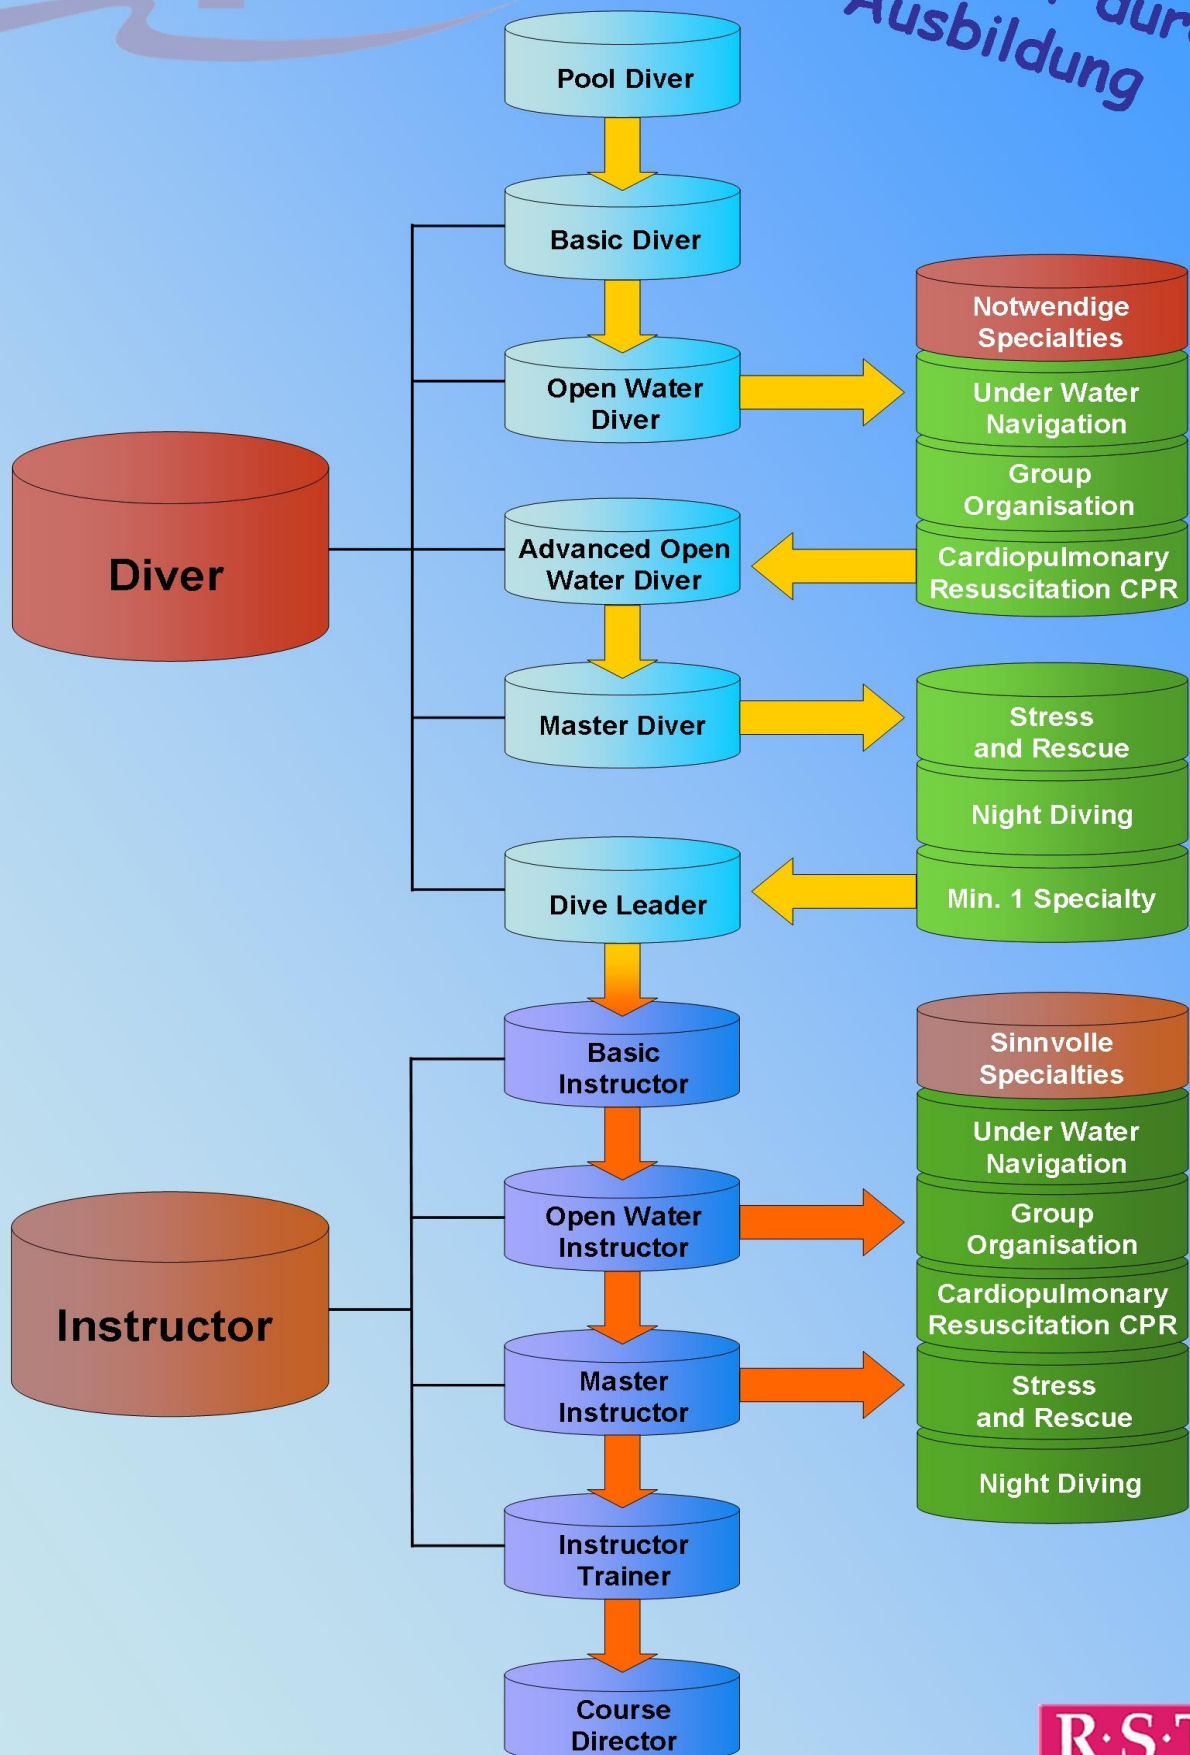 Ausbildung
Pool Diver
Basic Diver
Open Water
Diver
Advanced Open
Water Diver
Master Diver
Dive Leader
Diver
Notwendige
Specialties
Under Water
Navigation
Group
Organisation
Cardiopulmonary
Resuscitation CPR
Stress
and Rescue
Night Diving
Min. 1 Specialty
Basic
Instructor
Open Water
Instructor
Master
Instructor
Instructor
Trainer
Course
Director
Instructor
Sinnvolle
Specialties
Under Water
Navigation
Group
Organisation
Cardiopulmonary
Resuscitation CPR
Stress
and Rescue
Night Diving